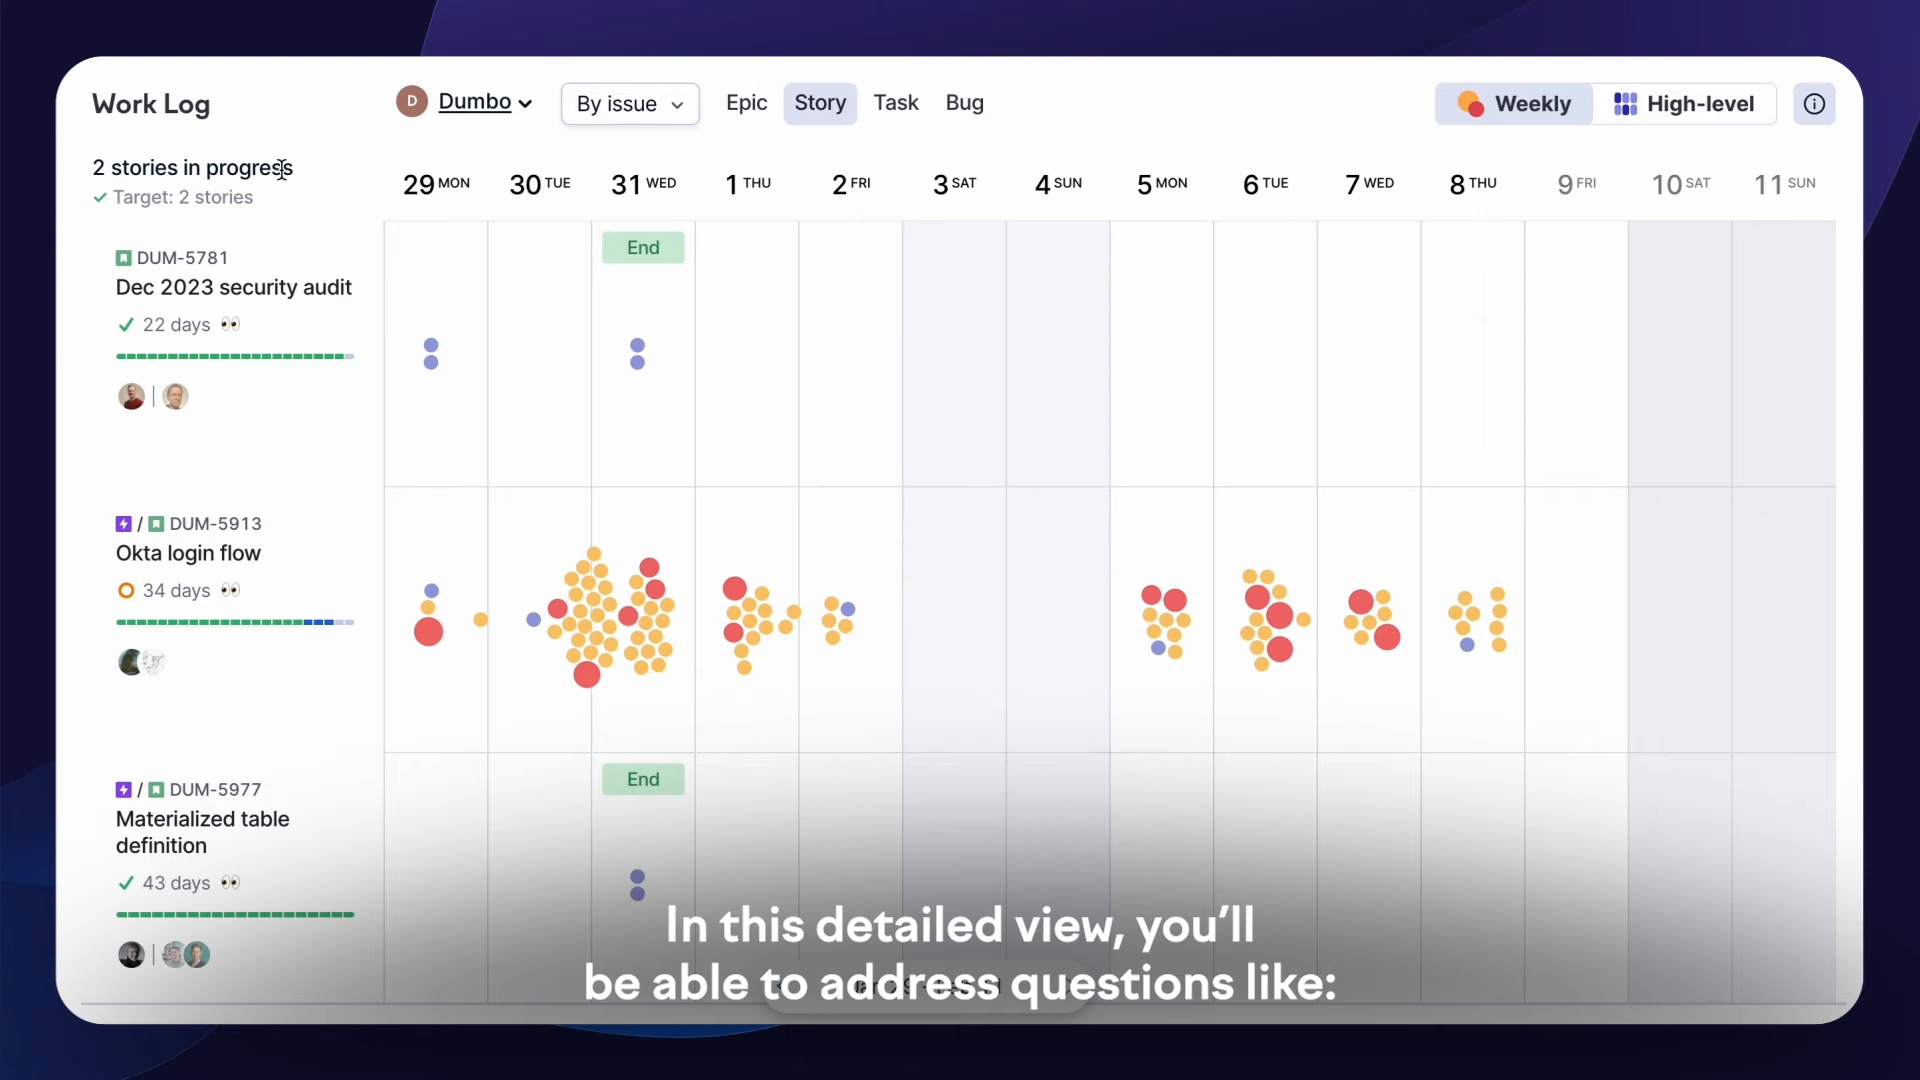 Work Log
D Dumbo By issue Epic Story Task Bug Weekly High-level
2 stories in progress
Target: 2 stories
29 MON 30 TUE 31 WED 1 THU 2 FRI 3 SAT 4 SUN 5 MON 6 TUE 7 WED 8 THU 9 FRI 10 SAT 11 SUN
End
DUM-5781
Dec 2023 security audit
22 days
/ DUM-5913
Okta login flow
34 days
End
/ DUM-5977
Materialized table
definition
43 days
In this detailed view, you’ll
be able to address questions like: